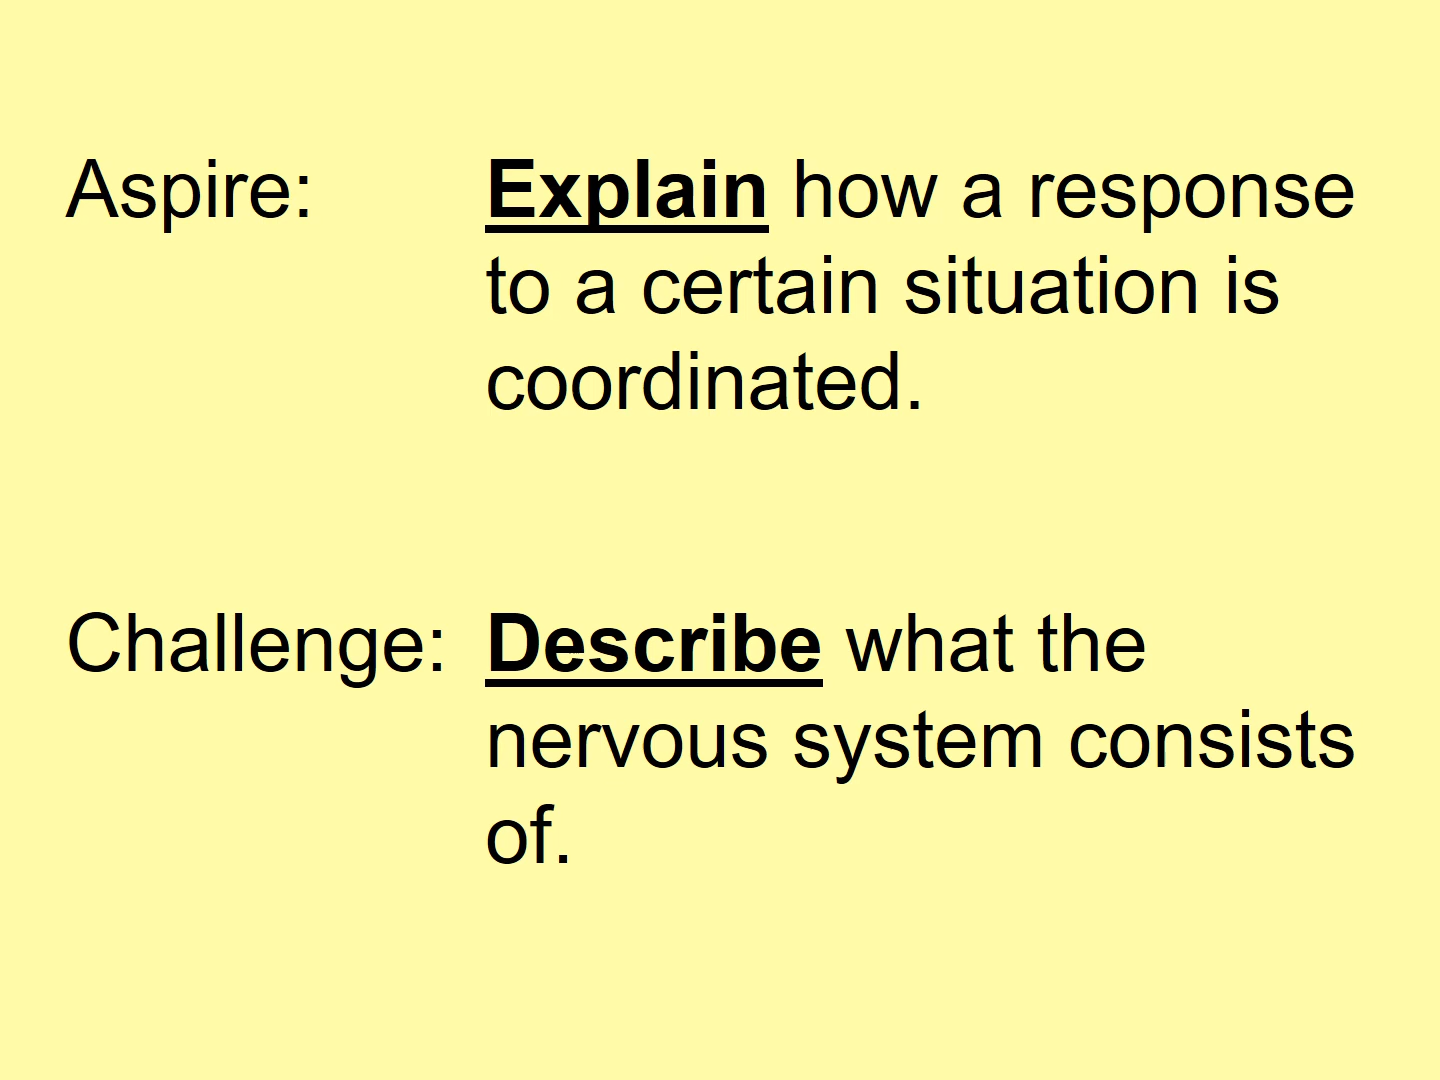 Aspire: Explain how a response
to a certain situation is
coordinated.
Challenge: Describe what the
nervous system consists
of.